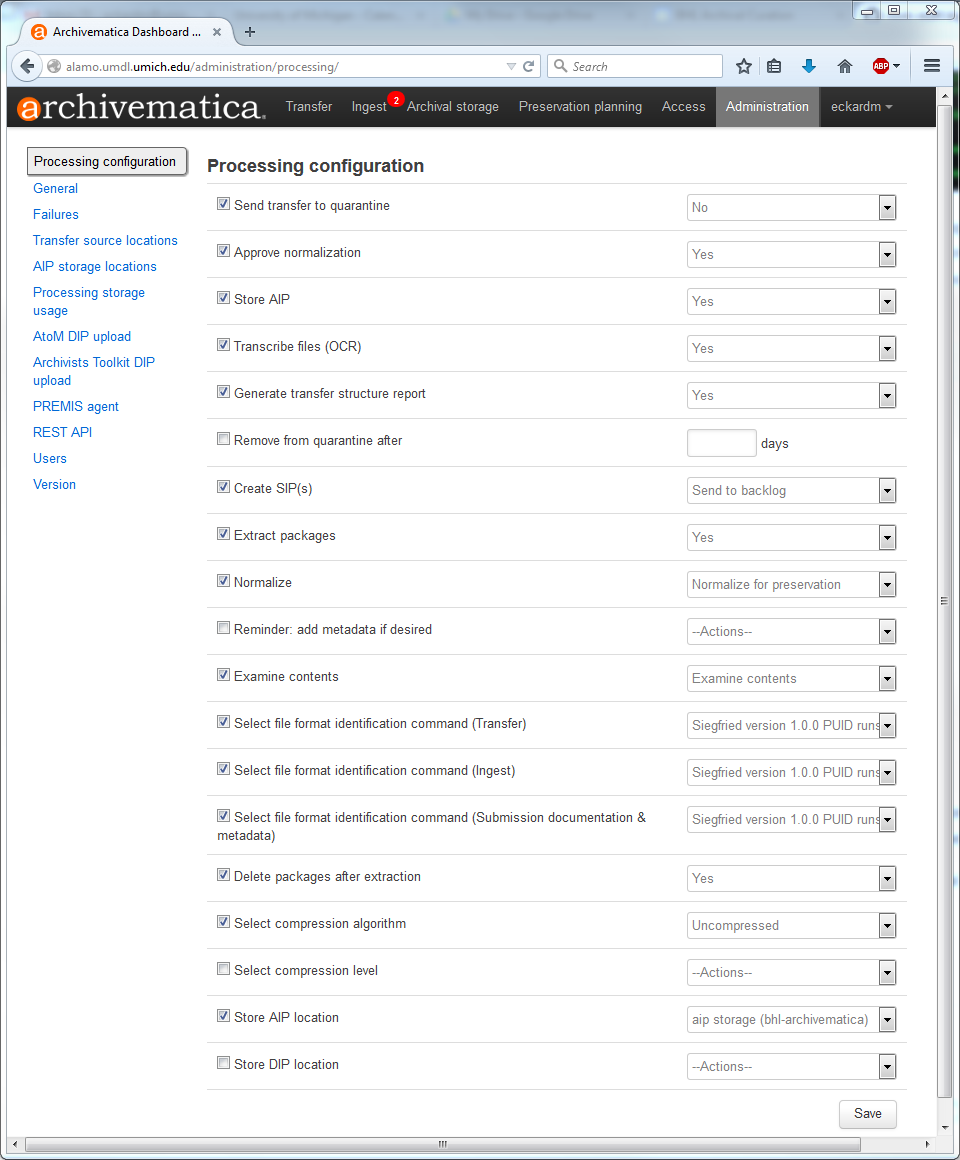 Archivematica Dashboard ...
alamo.umdl.umich.edu/administration/processing/
Search
ABP
archivematica.
Transfer
Ingest
2
Archival storage
Preservation planning
Access
Administration
eckardm
Processing configuration
General
Failures
Transfer source locations
AIP storage locations
Processing storage
usage
AtoM DIP upload
Archivists Toolkit DIP
upload
PREMIS agent
REST API
Users
Version
Processing configuration
Send transfer to quarantine
No
Approve normalization
Yes
Store AIP
Yes
Transcribe files (OCR)
Yes
Generate transfer structure report
Yes
Remove from quarantine after
days
Create SIP(s)
Send to backlog
Extract packages
Yes
Normalize
Normalize for preservation
Reminder: add metadata if desired
--Actions--
Examine contents
Examine contents
Select file format identification command (Transfer)
Siegfried version 1.0.0 PUID runs
Select file format identification command (Ingest)
Siegfried version 1.0.0 PUID runs
Select file format identification command (Submission documentation &
metadata)
Siegfried version 1.0.0 PUID runs
Delete packages after extraction
Yes
Select compression algorithm
Uncompressed
Select compression level
--Actions--
Store AIP location
aip storage (bhl-archivematica)
Store DIP location
--Actions--
Save